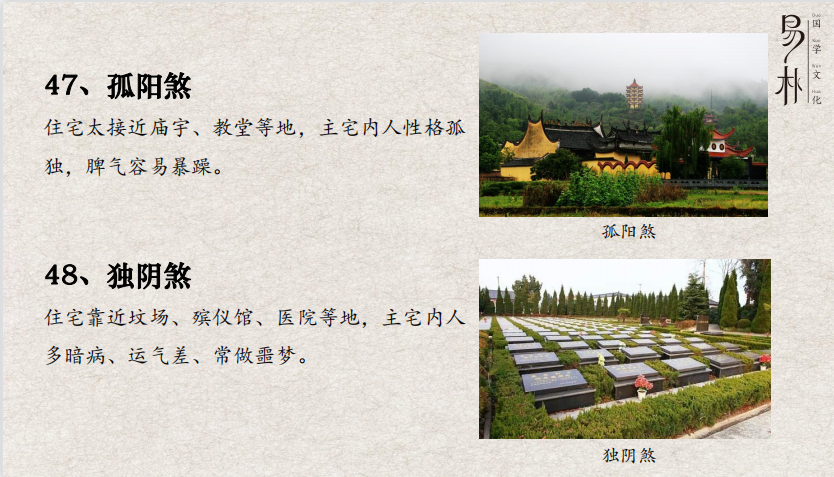 47、孤阳煞
住宅太接近庙宇、教堂等地，主宅内人性格孤
独，脾气容易暴躁。
孤阳煞
48、独阴煞
住宅靠近坟场、殡仪馆、医院等地，主宅内人
多暗病、运气差、常做噩梦。
独阴煞
易朴
国学文化